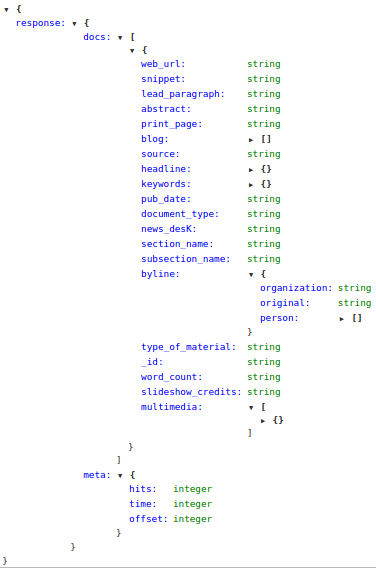 ▼ {
response: ▼ {
docs: ▼ [
▼ {
web_url: string
snippet: string
lead_paragraph: string
abstract: string
print_page: string
blog: ▶ []
source: string
headline: ▶ {}
keywords: ▶ {}
pub_date: string
document_type: string
news_desK: string
section_name: string
subsection_name: string
byline: ▼ {
organization: string
original: string
person: ▶ []
}
type_of_material: string
_id: string
word_count: string
slideshow_credits: string
multimedia: ▼ [
▶ {}
]
}
]
meta: ▼ {
hits: integer
time: integer
offset: integer
}
}
}